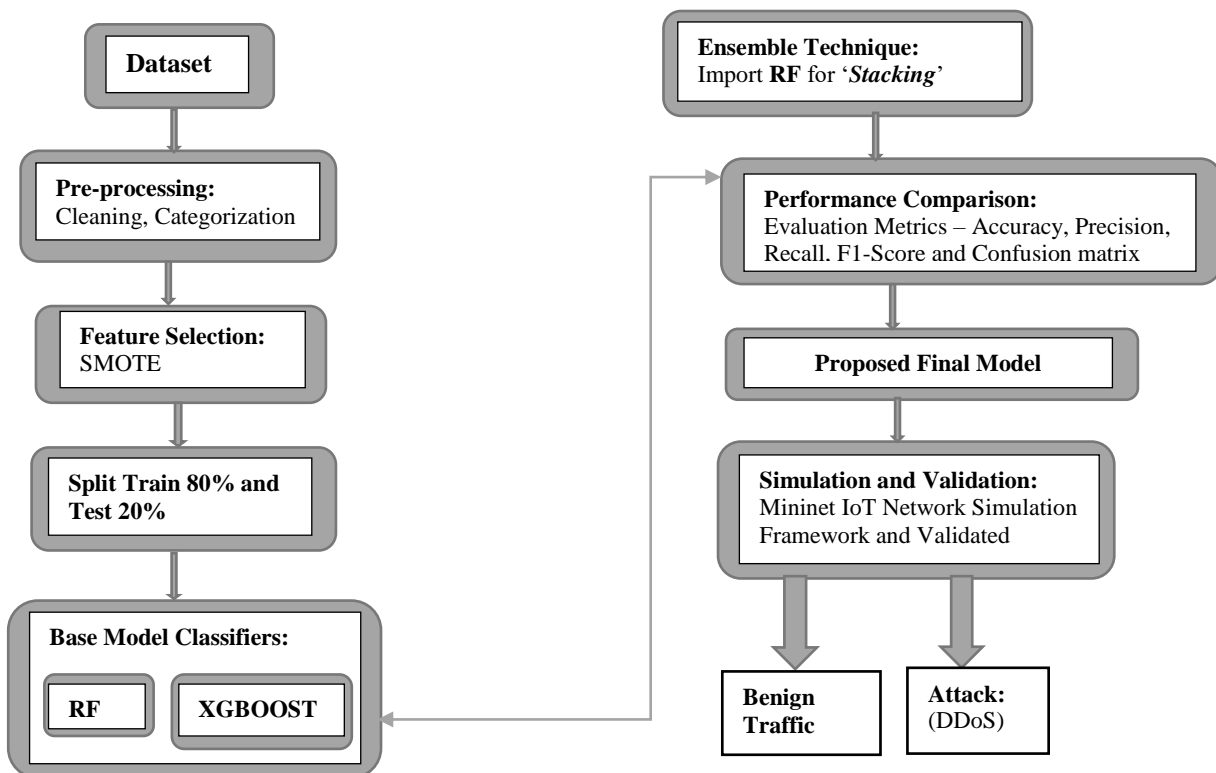 Dataset
Pre-processing:
Cleaning, Categorization
Feature Selection:
SMOTE
Split Train 80% and
Test 20%
Base Model Classifiers:
RF
XGBOOST
Ensemble Technique:
Import RF for ‘Stacking’
Performance Comparison:
Evaluation Metrics – Accuracy, Precision,
Recall, F1-Score and Confusion matrix
Proposed Final Model
Simulation and Validation:
Mininet IoT Network Simulation
Framework and Validated
Benign
Traffic
Attack:
(DDoS)